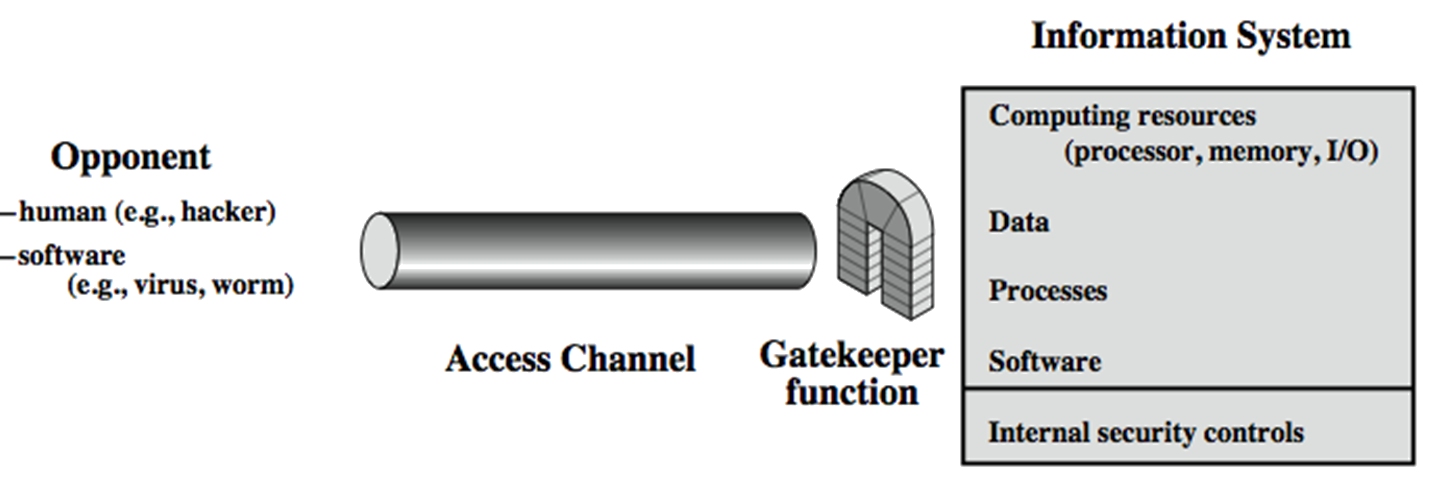 Information System
Computing resources
(processor, memory, I/O)
Data
Processes
Software
Internal security controls
Opponent
–human (e.g., hacker)
–software
(e.g., virus, worm)
Access Channel
Gatekeeper
function